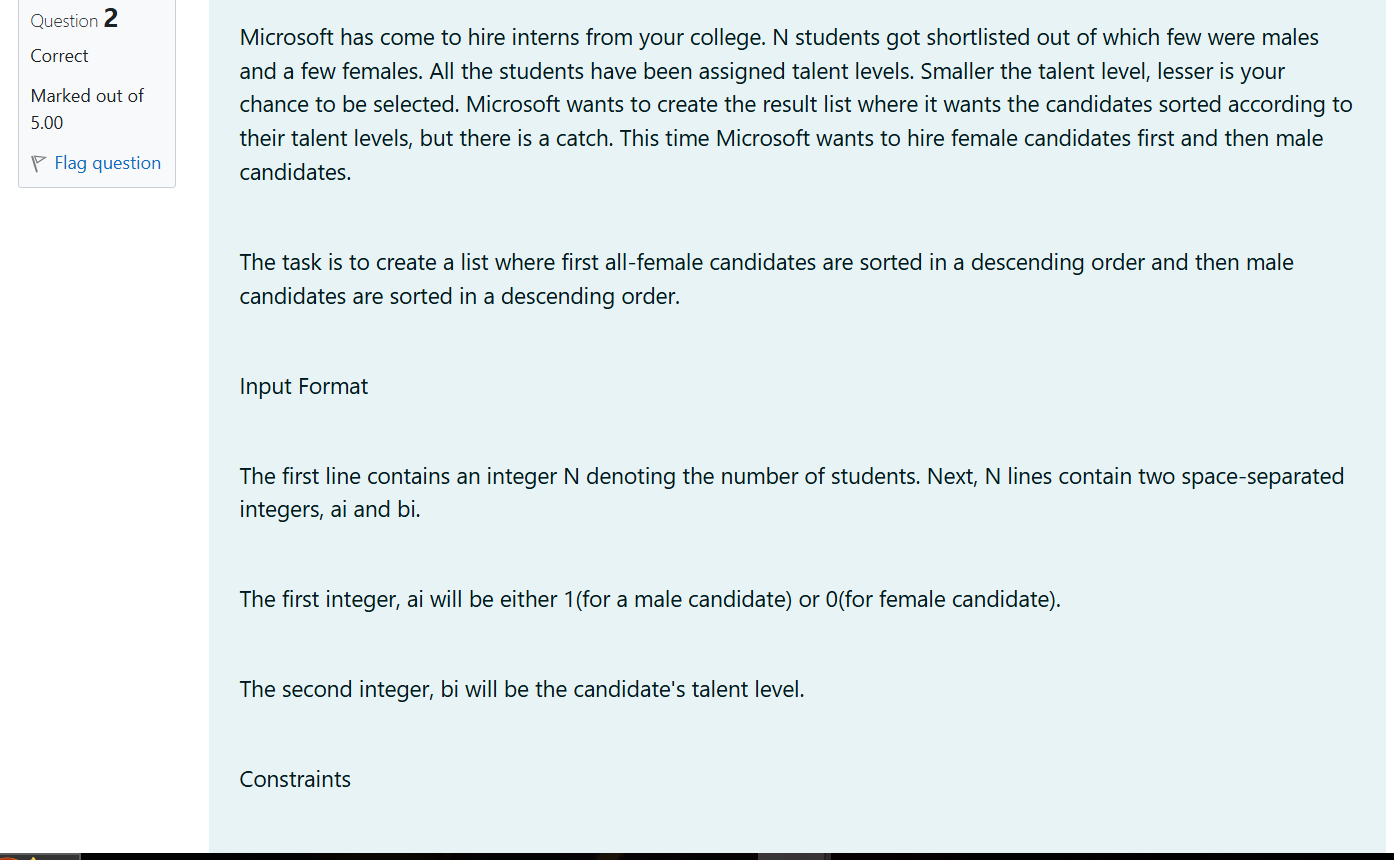 Question 2
Correct
Marked out of
5.00
Flag question
Microsoft has come to hire interns from your college. N students got shortlisted out of which few were males
and a few females. All the students have been assigned talent levels. Smaller the talent level, lesser is your
chance to be selected. Microsoft wants to create the result list where it wants the candidates sorted according to
their talent levels, but there is a catch. This time Microsoft wants to hire female candidates first and then male
candidates.
The task is to create a list where first all-female candidates are sorted in a descending order and then male
candidates are sorted in a descending order.
Input Format
The first line contains an integer N denoting the number of students. Next, N lines contain two space-separated
integers, ai and bi.
The first integer, ai will be either 1(for a male candidate) or 0(for female candidate).
The second integer, bi will be the candidate's talent level.
Constraints